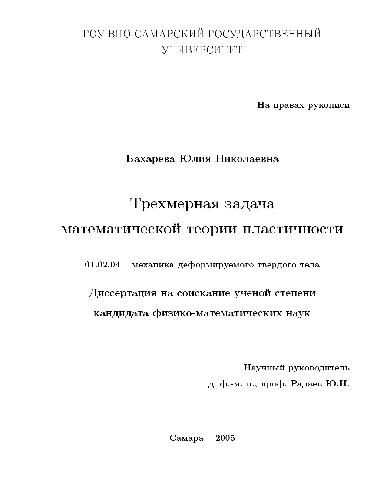 ГОУ ВПО САМАРСКИЙ ГОСУДАРСТВЕННЫЙ
УНИВЕРСИТЕТ
На правах рукописи
Бахарева Юлия Николаевна
Трехмерная задача
математической теории пластичности
01.02.04 – механика деформируемого твердого тела
Диссертация на соискание ученой степени
кандидата физико-математических наук
Научный руководитель
д. ф.-м. н., проф. Радаев Ю.Н.
Самара – 2005